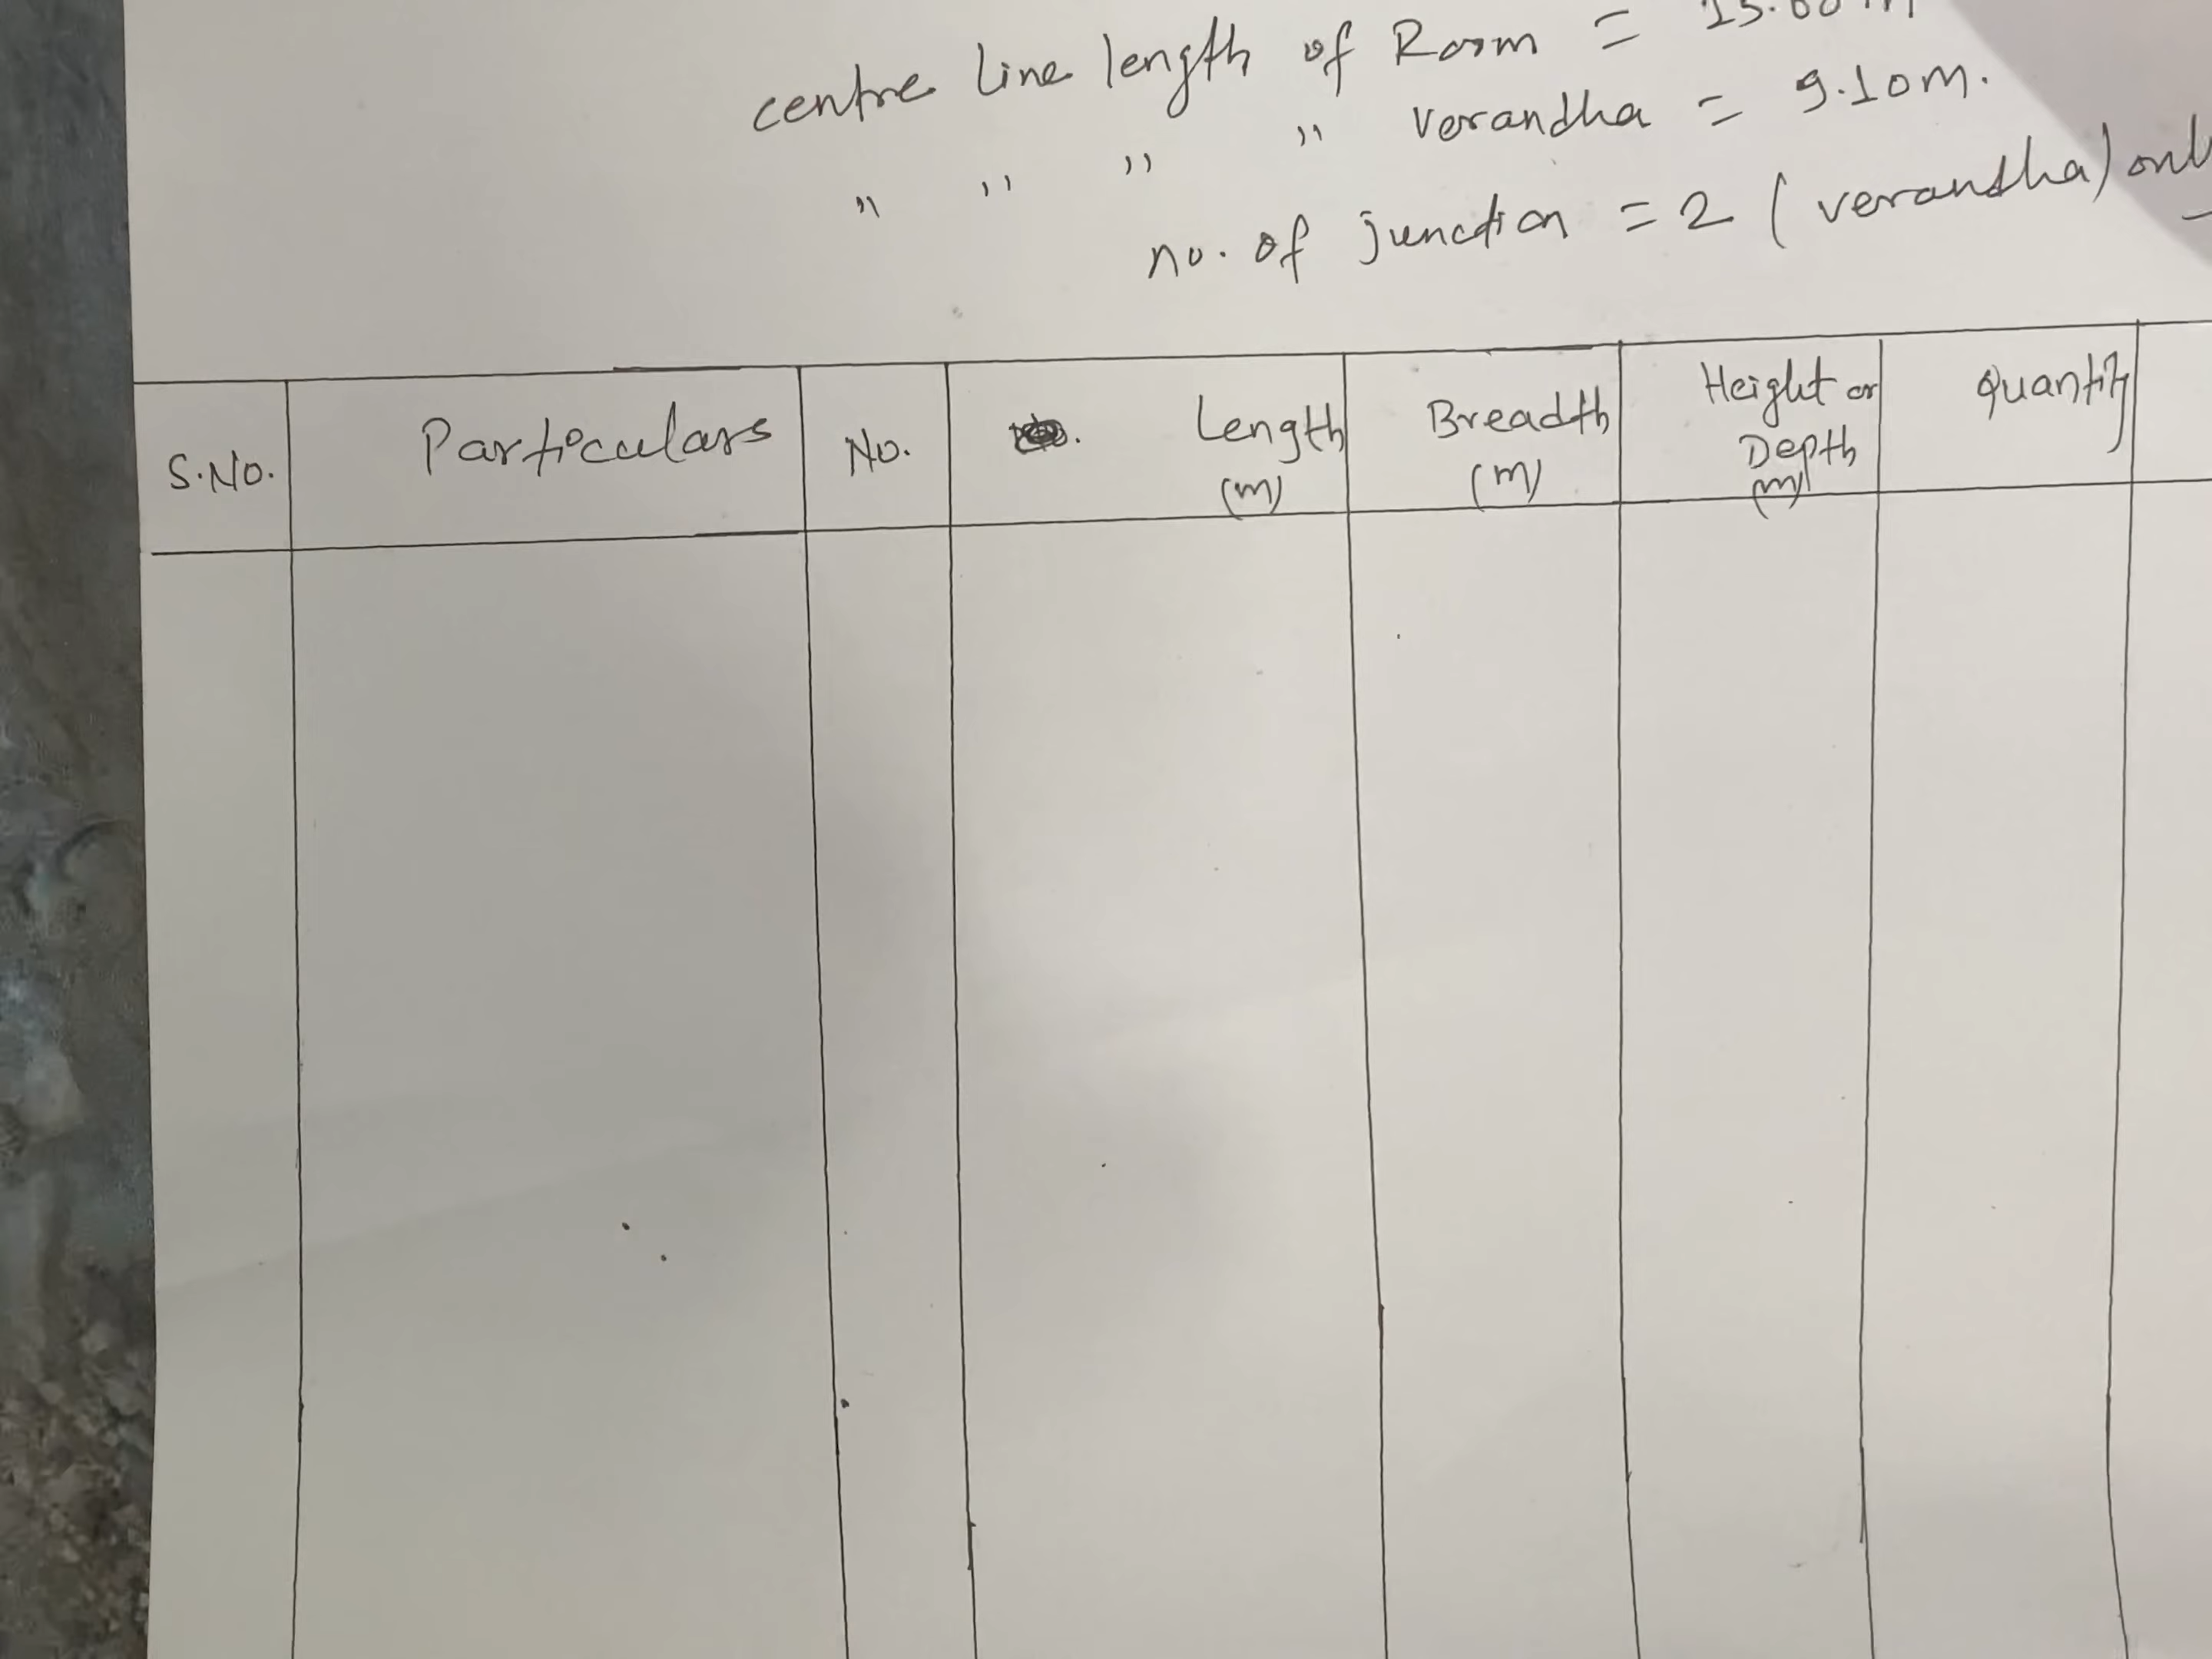 centre line length of Room =
" " " " verandha = 9.10m.
no. of junction = 2 (verandha)
S.No. Particulars No. Length (m) Breadth (m) Height or Depth (m) Quantity